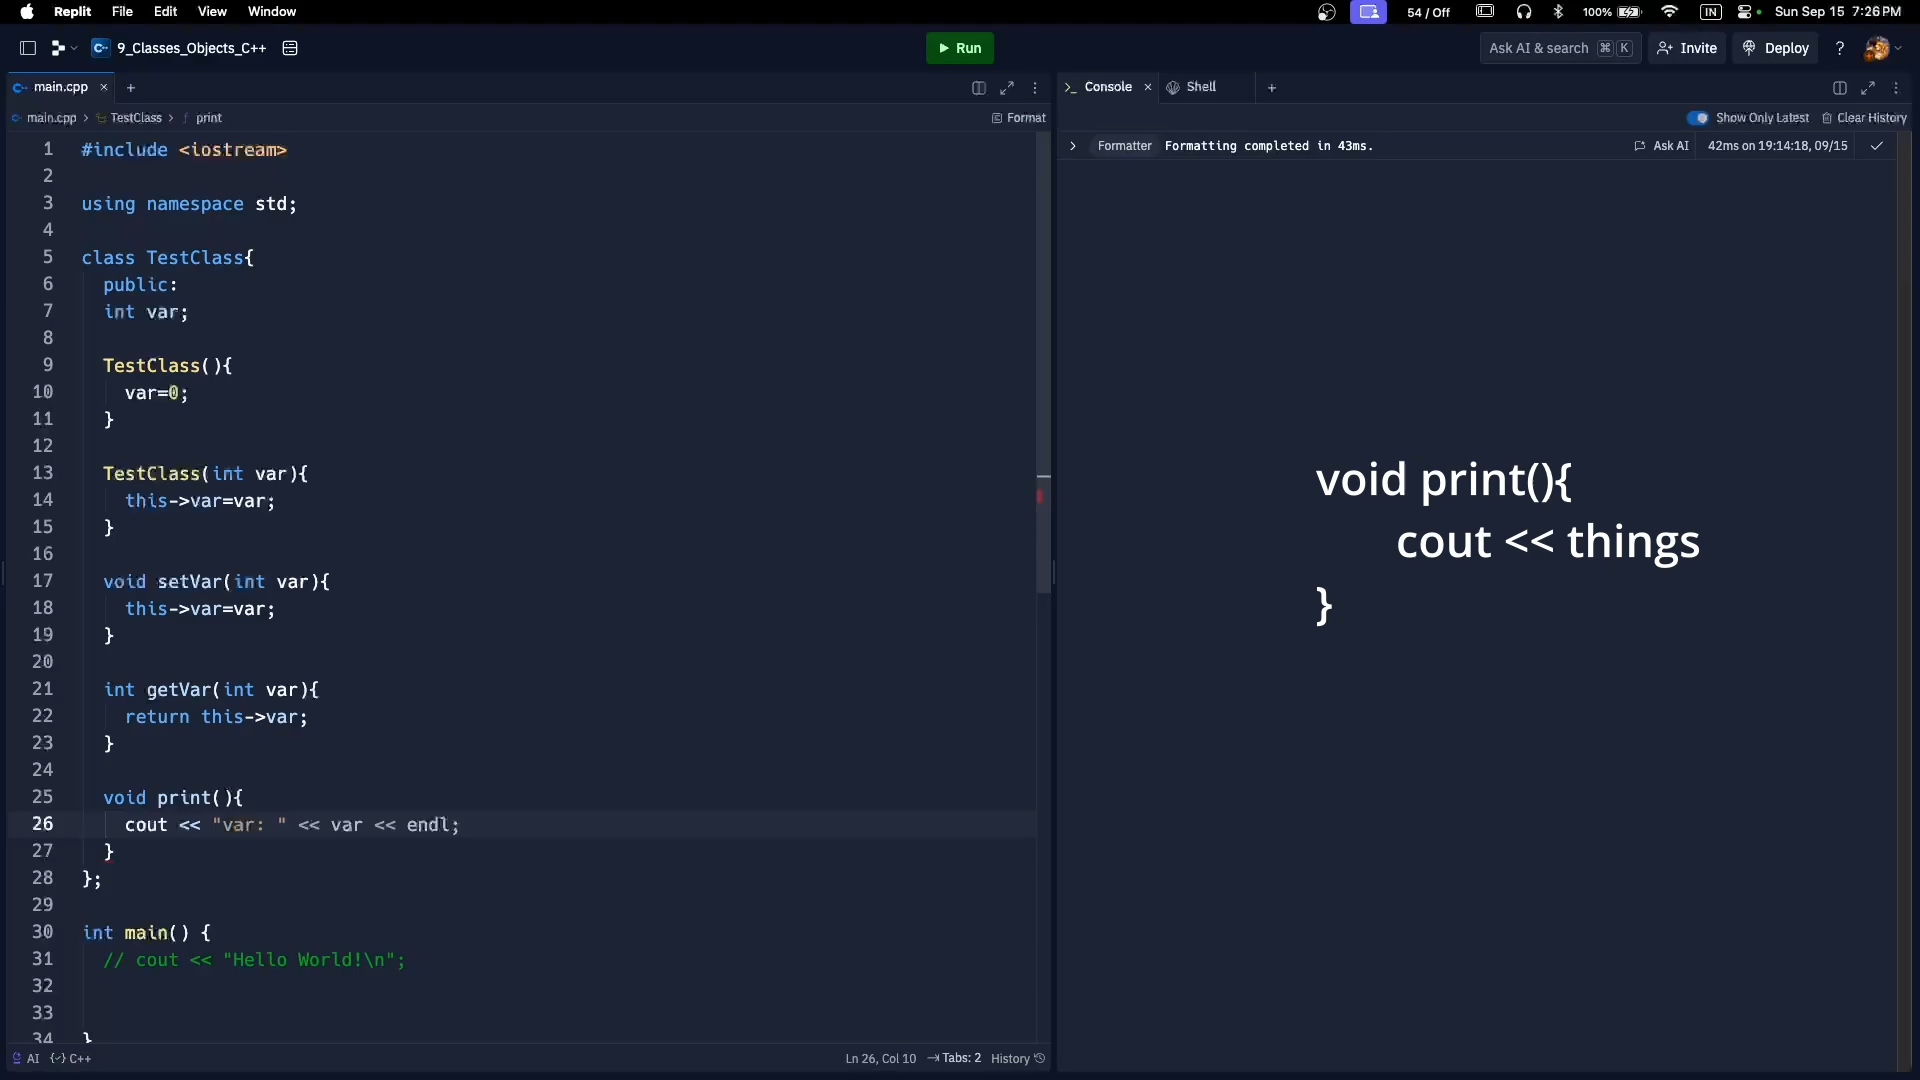 Replit File Edit View Window 54 / Off 100% IN Sun Sep 15 7:26 PM
9_Classes_Objects_C++ Run Ask AI & search ⌘ K Invite Deploy ?
main.cpp × + Console × Shell +
main.cpp > TestClass > f print Format Show Only Latest Clear History
Formatter Formatting completed in 43ms. Ask AI 42ms on 19:14:18, 09/15
1 #include <iostream>
2
3 using namespace std;
4
5 class TestClass{
6 public:
7 int var;
8
9 TestClass(){
10 var=0;
11 }
12
13 TestClass(int var){
14 this->var=var;
15 }
16
17 void setVar(int var){
18 this->var=var;
19 }
20
21 int getVar(int var){
22 return this->var;
23 }
24
25 void print(){
26 cout << "var: " << var << endl;
27 }
28 };
29
30 int main() {
31 // cout << "Hello World!\n";
32
33
34 }
void print(){
cout << things
}
AI C++ Ln 26, Col 10 Tabs: 2 History